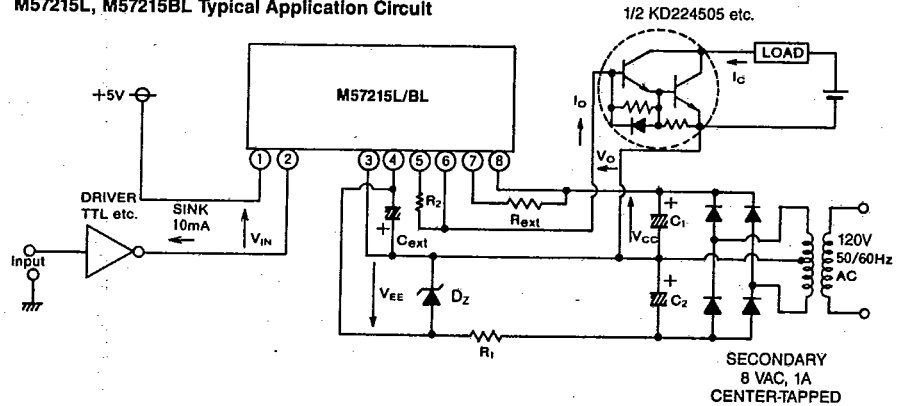 M57215L, M57215BL Typical Application Circuit
1/2 KD224505 etc.
LOAD
IC
+5V
M57215L/BL
IO
VO
1
2
3
4
5
6
7
8
DRIVER
TTL etc.
SINK
10mA
VIN
R2
Rext
+
Cext
VCC
+
C1
120V
50/60Hz
AC
Input
VEE
DZ
+
C2
R1
SECONDARY
8 VAC, 1A
CENTER-TAPPED